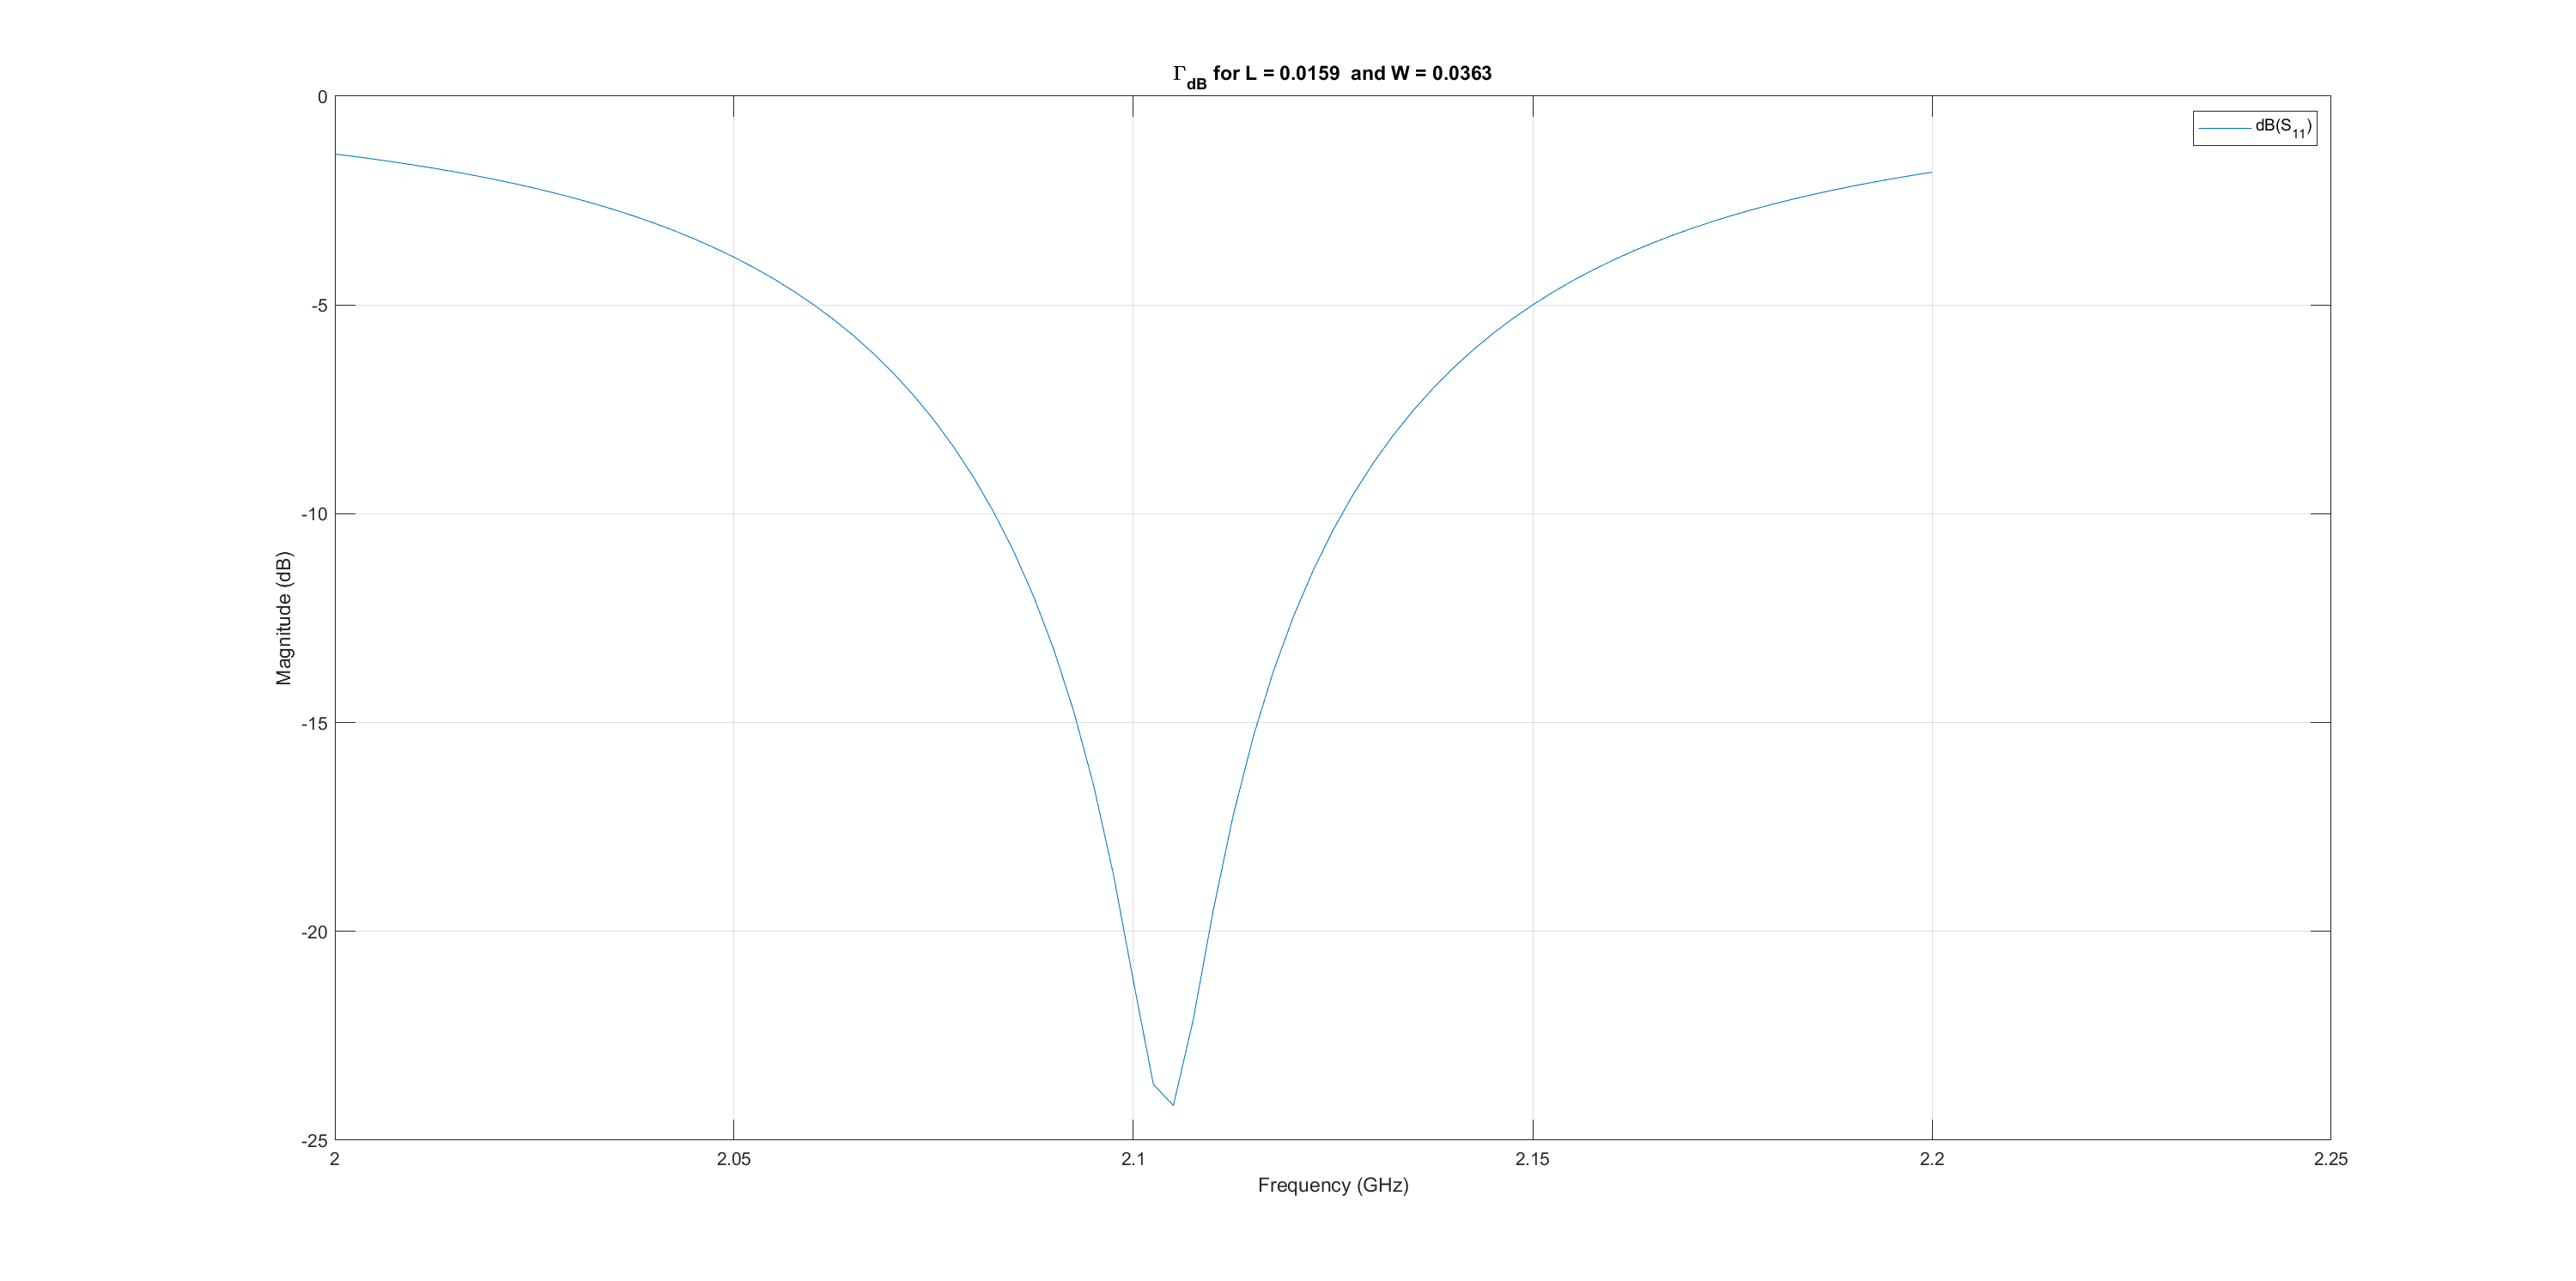 ΓdB for L = 0.0159 and W = 0.0363
dB(S11)
0
-5
-10
-15
-20
-25
Magnitude (dB)
2 2.05 2.1 2.15 2.2 2.25
Frequency (GHz)